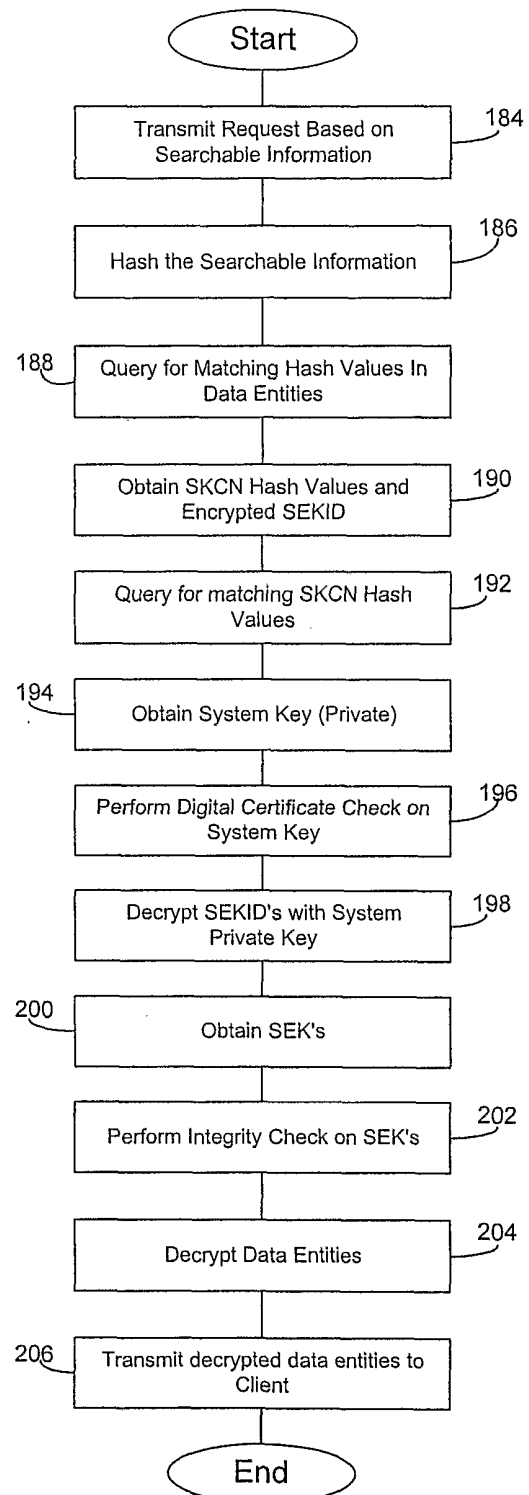 Start
Transmit Request Based on
Searchable Information
184
Hash the Searchable Information
186
188
Query for Matching Hash Values In
Data Entities
Obtain SKCN Hash Values and
Encrypted SEKID
190
Query for matching SKCN Hash
Values
192
194
Obtain System Key (Private)
Perform Digital Certificate Check on
System Key
196
Decrypt SEKID's with System
Private Key
198
200
Obtain SEK's
Perform Integrity Check on SEK's
202
Decrypt Data Entities
204
206
Transmit decrypted data entities to
Client
End